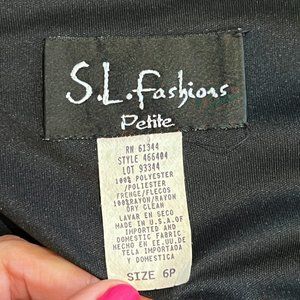 S.L. Fashions
Petite
RN 61344
STYLE 466404
LOT 93344
100% POLYESTER
/POLIESTER
FRENGE/FLECOS
100%RAYON/RAYON
DRY CLEAN
LAVAR EN SECO
MADE IN U.S.A.OF
IMPORTED AND
DOMESTIC FABRIC
HECHO EN EE.UU.DE
TELA IMPORTADA
Y DOMESTICA
SIZE 6P